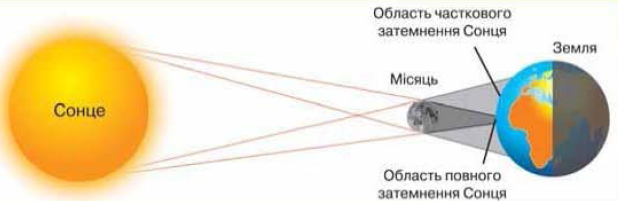 Область часткового
затемнення Сонця
Земля
Місяць
Сонце
Область повного
затемнення Сонця